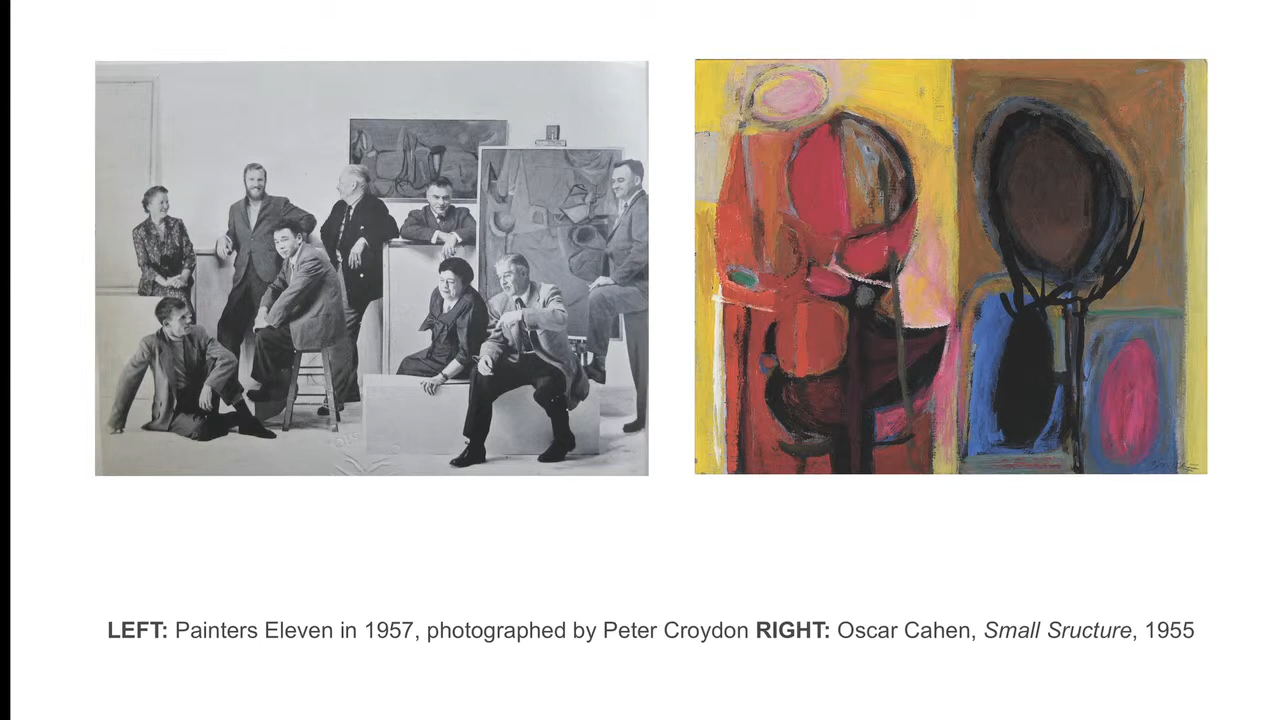 LEFT: Painters Eleven in 1957, photographed by Peter Croydon RIGHT: Oscar Cahen, Small Sructure, 1955